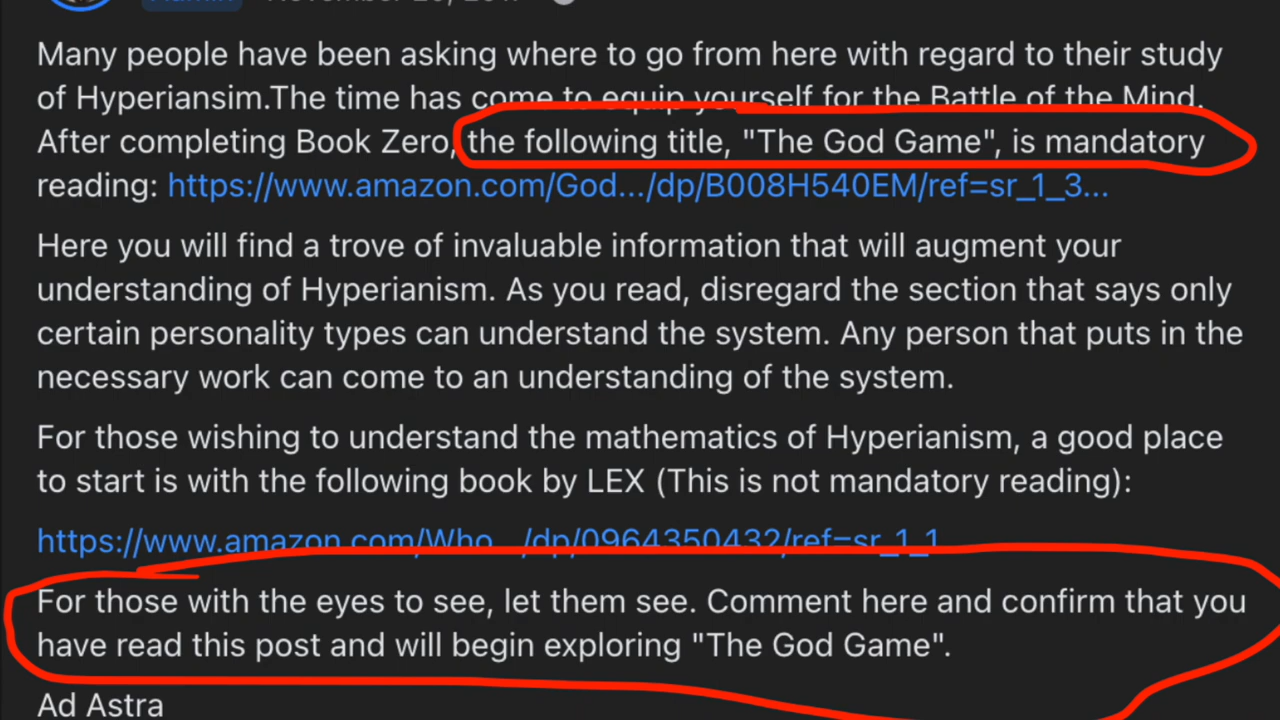 Many people have been asking where to go from here with regard to their study
of Hyperiansim.The time has come to equip yourself for the Battle of the Mind.
After completing Book Zero, the following title, "The God Game", is mandatory
reading: https://www.amazon.com/God.../dp/B008H540EM/ref=sr_1_3...
Here you will find a trove of invaluable information that will augment your
understanding of Hyperianism. As you read, disregard the section that says only
certain personality types can understand the system. Any person that puts in the
necessary work can come to an understanding of the system.
For those wishing to understand the mathematics of Hyperianism, a good place
to start is with the following book by LEX (This is not mandatory reading):
https://www.amazon.com/Who.../dp/0964350432/ref=sr_1_1...
For those with the eyes to see, let them see. Comment here and confirm that you
have read this post and will begin exploring "The God Game".
Ad Astra